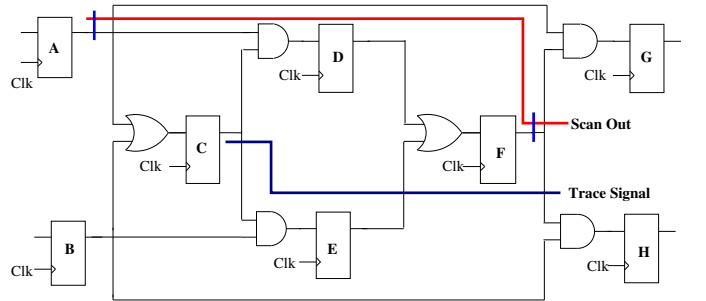 A
Clk
D
Clk
G
Clk
Scan Out
C
Clk
F
Clk
Trace Signal
B
Clk
E
Clk
H
Clk